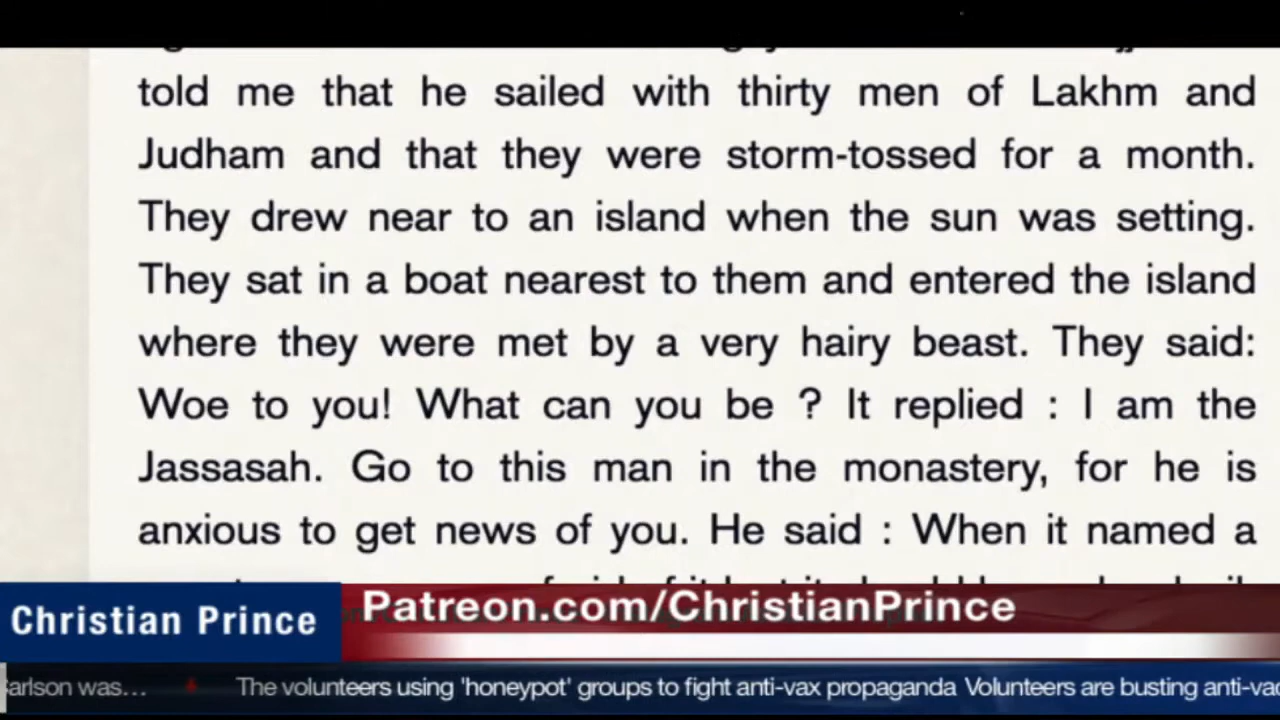 told me that he sailed with thirty men of Lakhm and
Judham and that they were storm-tossed for a month.
They drew near to an island when the sun was setting.
They sat in a boat nearest to them and entered the island
where they were met by a very hairy beast. They said:
Woe to you! What can you be ? It replied : I am the
Jassasah. Go to this man in the monastery, for he is
anxious to get news of you. He said : When it named a
Christian Prince
Patreon.com/ChristianPrince
arlson was... The volunteers using 'honeypot' groups to fight anti-vax propaganda Volunteers are busting anti-vac